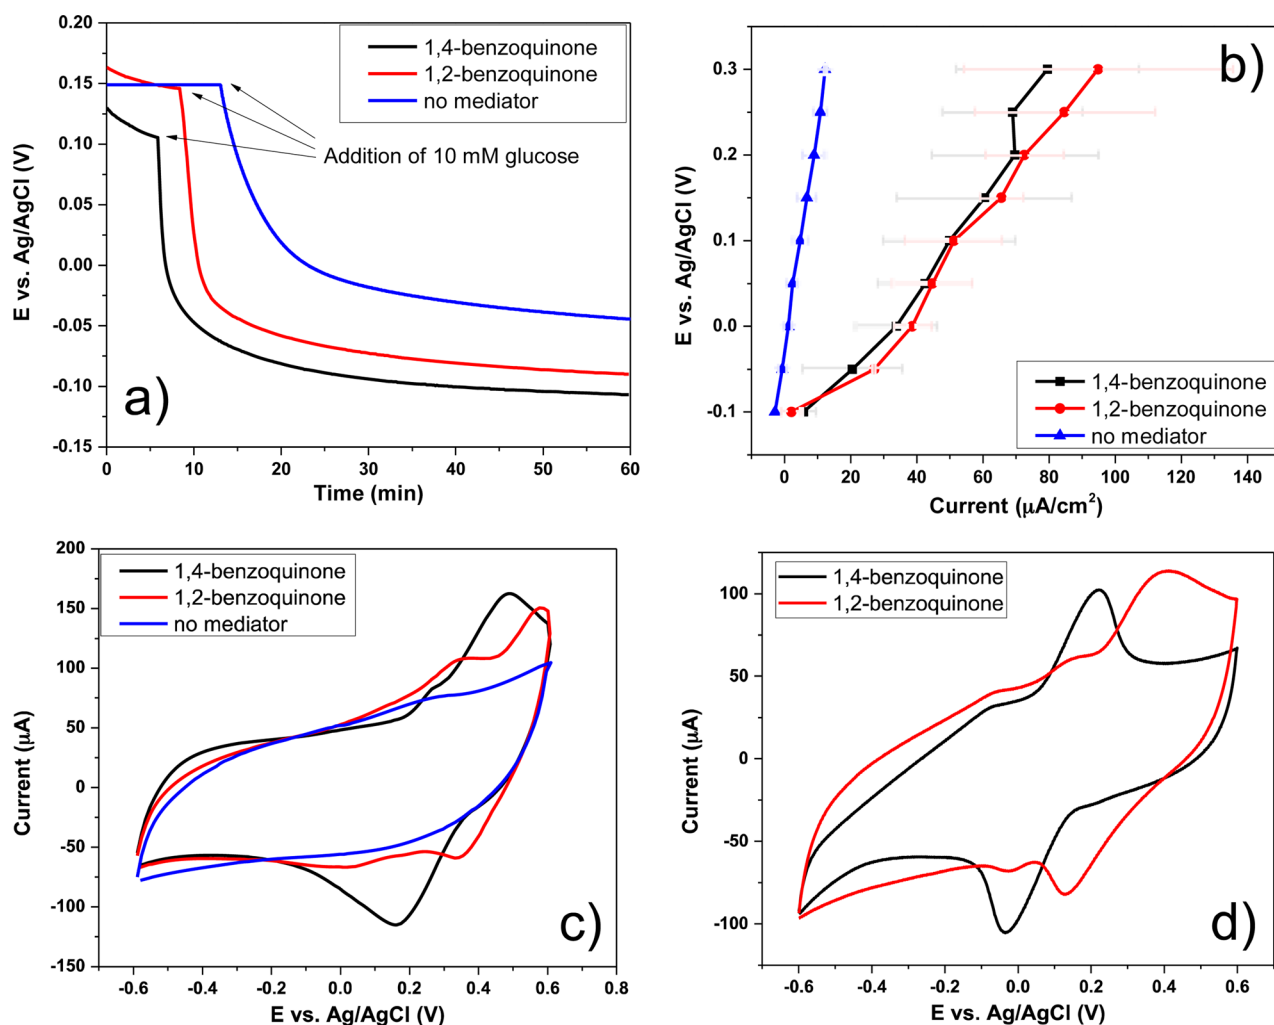 0.20
0.15
0.10
0.05
0.00
-0.05
-0.10
-0.15
E vs. Ag/AgCl (V)
1,4-benzoquinone
1,2-benzoquinone
no mediator
Addition of 10 mM glucose
a)
0
10
20
30
40
50
60
Time (min)
b)
0.3
0.2
0.1
0.0
-0.1
E vs. Ag/AgCl (V)
1,4-benzoquinone
1,2-benzoquinone
no mediator
0
20
40
60
80
100
120
140
Current (μA/cm²)
200
150
100
50
0
-50
-100
-150
Current (μA)
1,4-benzoquinone
1,2-benzoquinone
no mediator
c)
-0.6
-0.4
-0.2
0.0
0.2
0.4
0.6
0.8
E vs. Ag/AgCl (V)
100
50
0
-50
-100
Current (μA)
1,4-benzoquinone
1,2-benzoquinone
d)
-0.6
-0.4
-0.2
0.0
0.2
0.4
0.6
E vs. Ag/AgCl (V)